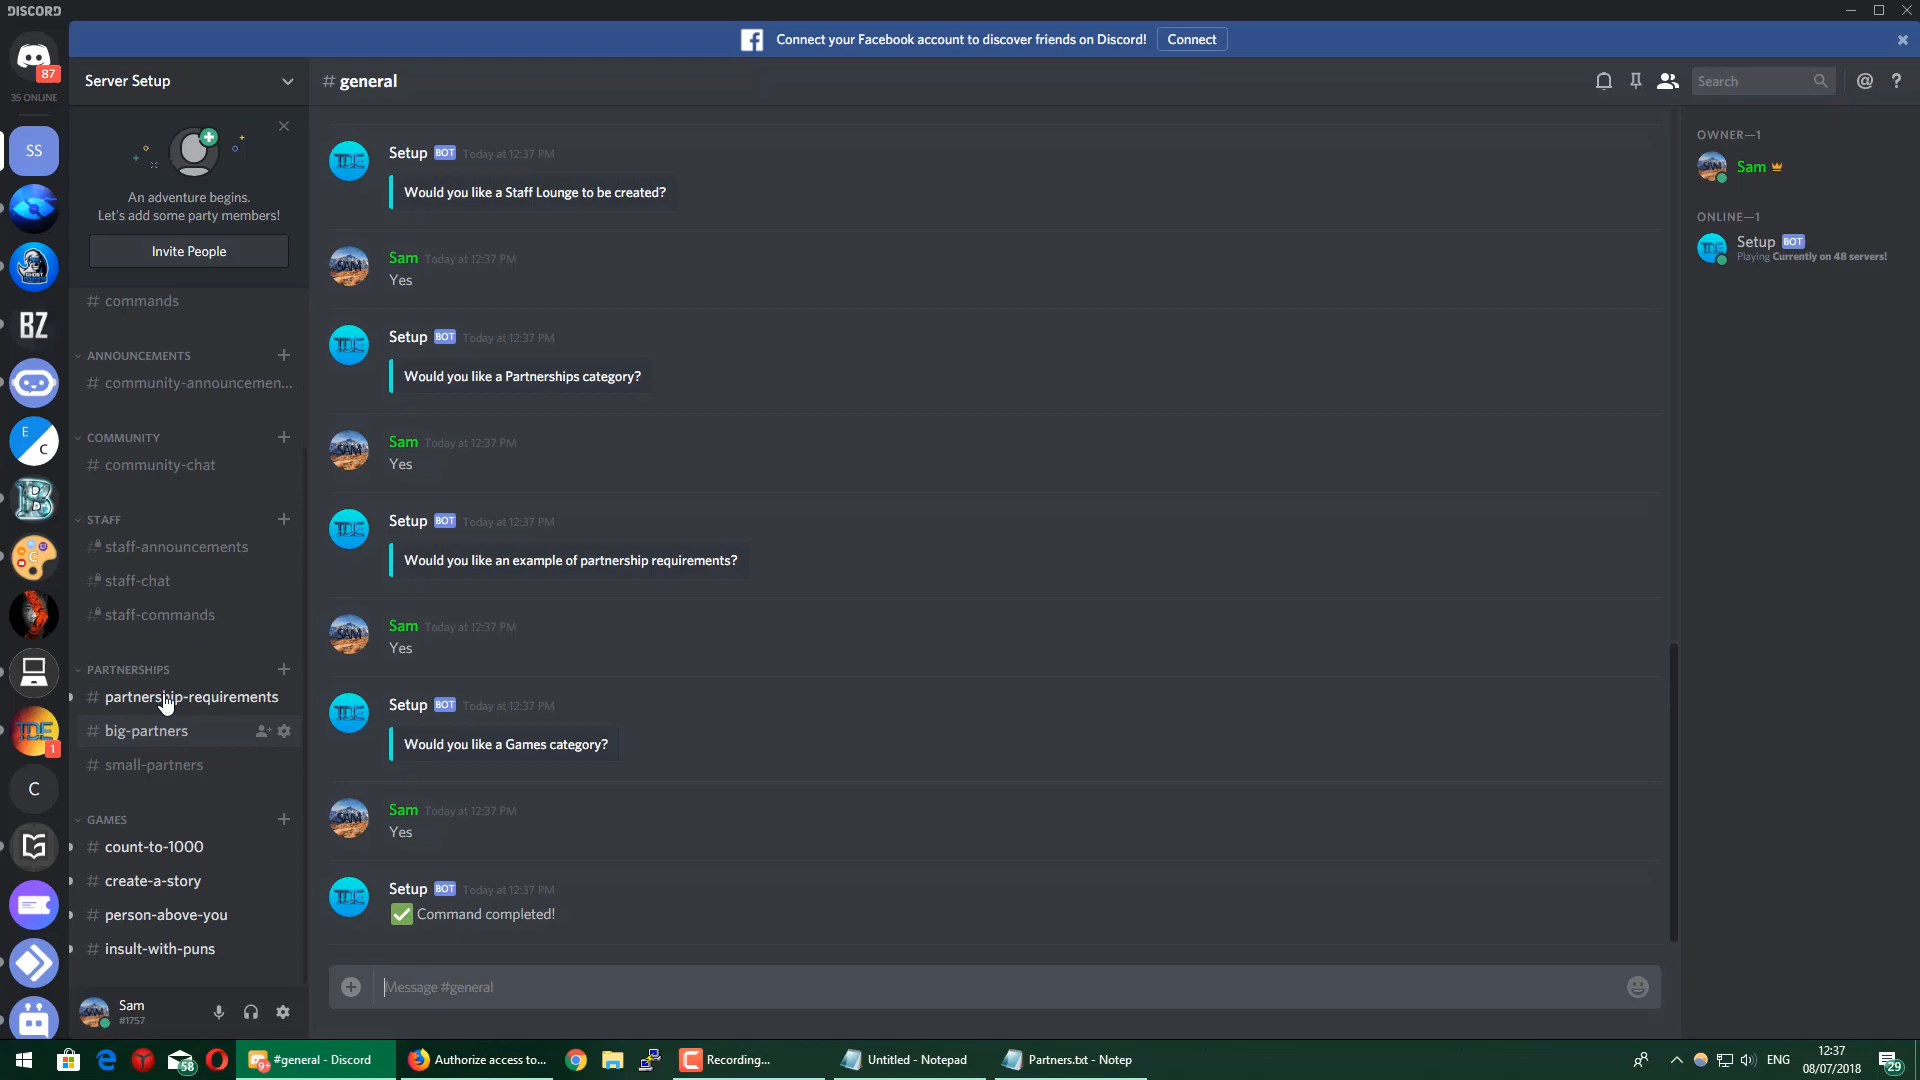 DISCORD
Connect your Facebook account to discover friends on Discord!
Connect
87
35 ONLINE
SS
BZ
E
C
TDE
1
C
Server Setup
An adventure begins.
Let's add some party members!
Invite People
# commands
ANNOUNCEMENTS
# community-announcemen...
COMMUNITY
# community-chat
STAFF
staff-announcements
staff-chat
staff-commands
PARTNERSHIPS
# partnership-requirements
# big-partners
# small-partners
GAMES
# count-to-1000
# create-a-story
# person-above-you
# insult-with-puns
Sam
#1757
# general
Search
Setup BOT Today at 12:37 PM
Would you like a Staff Lounge to be created?
Sam Today at 12:37 PM
Yes
Setup BOT Today at 12:37 PM
Would you like a Partnerships category?
Sam Today at 12:37 PM
Yes
Setup BOT Today at 12:37 PM
Would you like an example of partnership requirements?
Sam Today at 12:37 PM
Yes
Setup BOT Today at 12:37 PM
Would you like a Games category?
Sam Today at 12:37 PM
Yes
Setup BOT Today at 12:37 PM
Command completed!
Message #general
OWNER—1
Sam
ONLINE—1
Setup BOT
Playing Currently on 48 servers!
58
9+
#general - Discord
Authorize access to...
Recording...
Untitled - Notepad
Partners.txt - Notep
ENG
12:37
08/07/2018
29